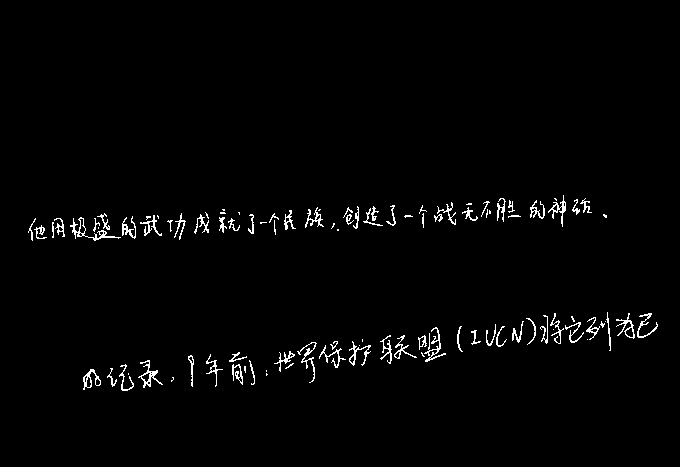 他用极盛的武功成就了一个民族,创造了一个战无不胜的神话、
的纪录,9年前,世界保护联盟(IUCN)将它列为已